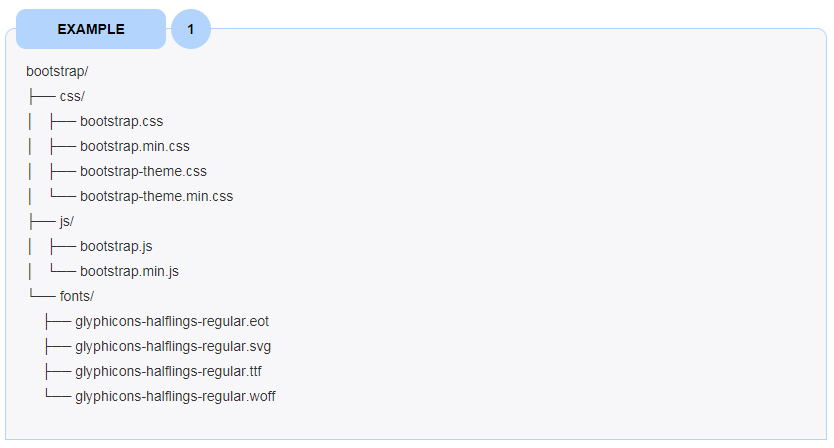 EXAMPLE 1
bootstrap/
├── css/
│   ├── bootstrap.css
│   ├── bootstrap.min.css
│   ├── bootstrap-theme.css
│   └── bootstrap-theme.min.css
├── js/
│   ├── bootstrap.js
│   └── bootstrap.min.js
└── fonts/
    ├── glyphicons-halflings-regular.eot
    ├── glyphicons-halflings-regular.svg
    ├── glyphicons-halflings-regular.ttf
    └── glyphicons-halflings-regular.woff